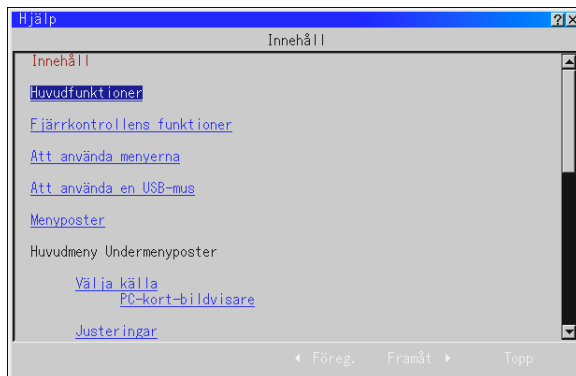 Hjälp
Innehåll
Innehåll
Huvudfunktioner
Fjärrkontrollens funktioner
Att använda menyerna
Att använda en USB-mus
Menyposter
Huvudmeny Undermenyposter
Välja källa
PC-kort-bildvisare
Justeringar
Föreg. Framåt Topp